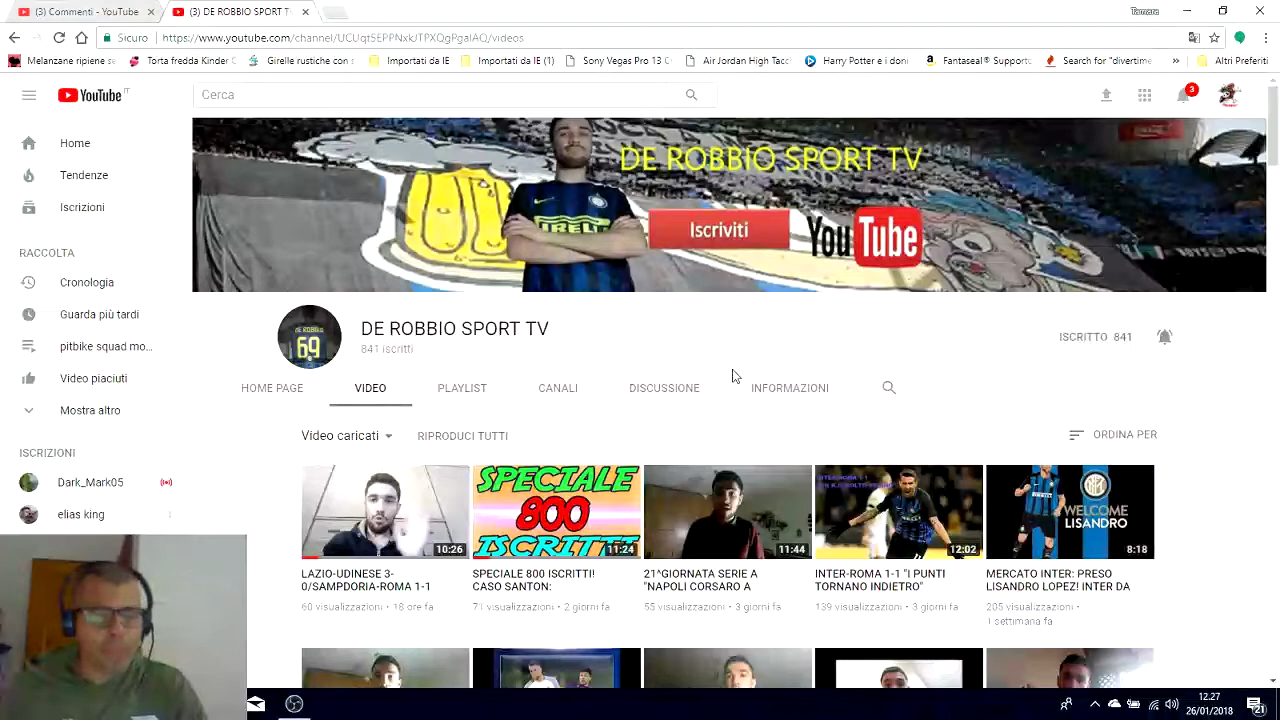 (3) Commenti - YouTube
(3) DE ROBBIO SPORT T
Tamara
Sicuro
Melanzane ripiene se
Torta fredda Kinder C
Girelle rustiche con s
Importati da IE (1)
Importati da IE
Sony Vegas Pro 13 C
Air Jordan High Tacc
Harry Potter e i doni
Fantaseal® Supporto
Search for "divertime
»
Altri Preferiti
YouTube IT
Cerca
3
Home
Tendenze
Iscrizioni
RACCOLTA
Cronologia
Guarda più tardi
pitbike squad mo...
Video piaciuti
Mostra altro
ISCRIZIONI
Dark_Mark05
elias king
DE ROBBIO SPORT TV
Iscriviti
YouTube
PIRELLI
DE ROBBIO
69
DE ROBBIO SPORT TV
841 iscritti
ISCRITTO 841
HOME PAGE
VIDEO
PLAYLIST
CANALI
DISCUSSIONE
INFORMAZIONI
Video caricati
RIPRODUCI TUTTI
ORDINA PER
10:26
SPECIALE
800
ISCRITTI
11:24
11:44
12:02
WELCOME
LISANDRO
8:18
LAZIO-UDINESE 3-
0/SAMPDORIA-ROMA 1-1
60 visualizzazioni • 18 ore fa
SPECIALE 800 ISCRITTI!
CASO SANTON:
71 visualizzazioni • 2 giorni fa
21^GIORNATA SERIE A
"NAPOLI CORSARO A
55 visualizzazioni • 3 giorni fa
INTER-ROMA 1-1 "I PUNTI
TORNANO INDIETRO"
139 visualizzazioni • 3 giorni fa
MERCATO INTER: PRESO
LISANDRO LOPEZ! INTER DA
205 visualizzazioni •
1 settimana fa
12.27
26/01/2018
21